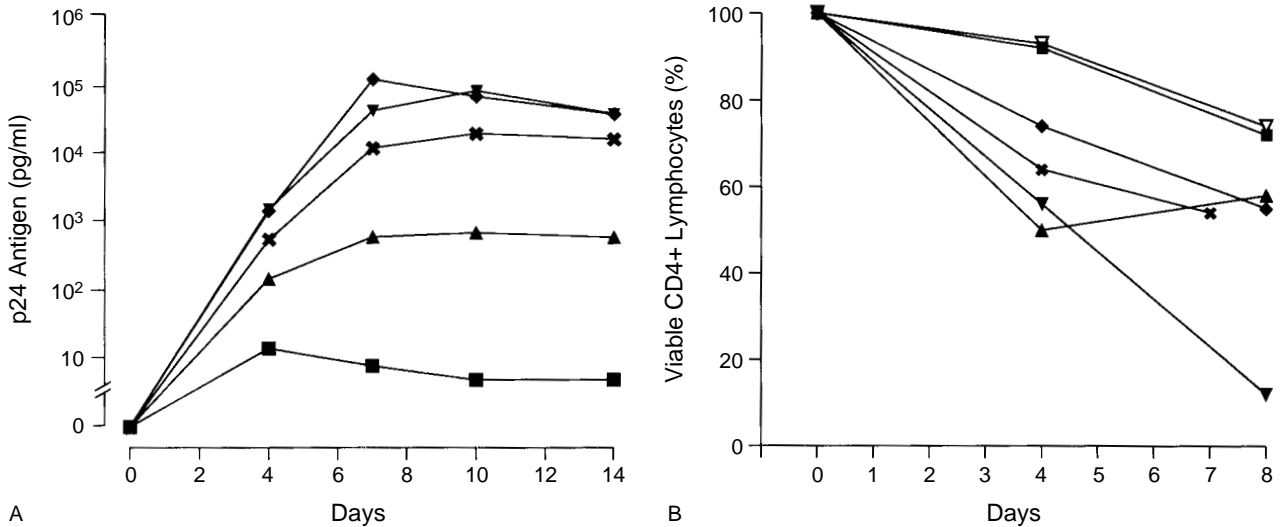 p24 Antigen (pg/ml)
10⁶
10⁵
10⁴
10³
10²
10
0
0 2 4 6 8 10 12 14
Days
A
Viable CD4+ Lymphocytes (%)
100
80
60
40
20
0
0 1 2 3 4 5 6 7 8
Days
B